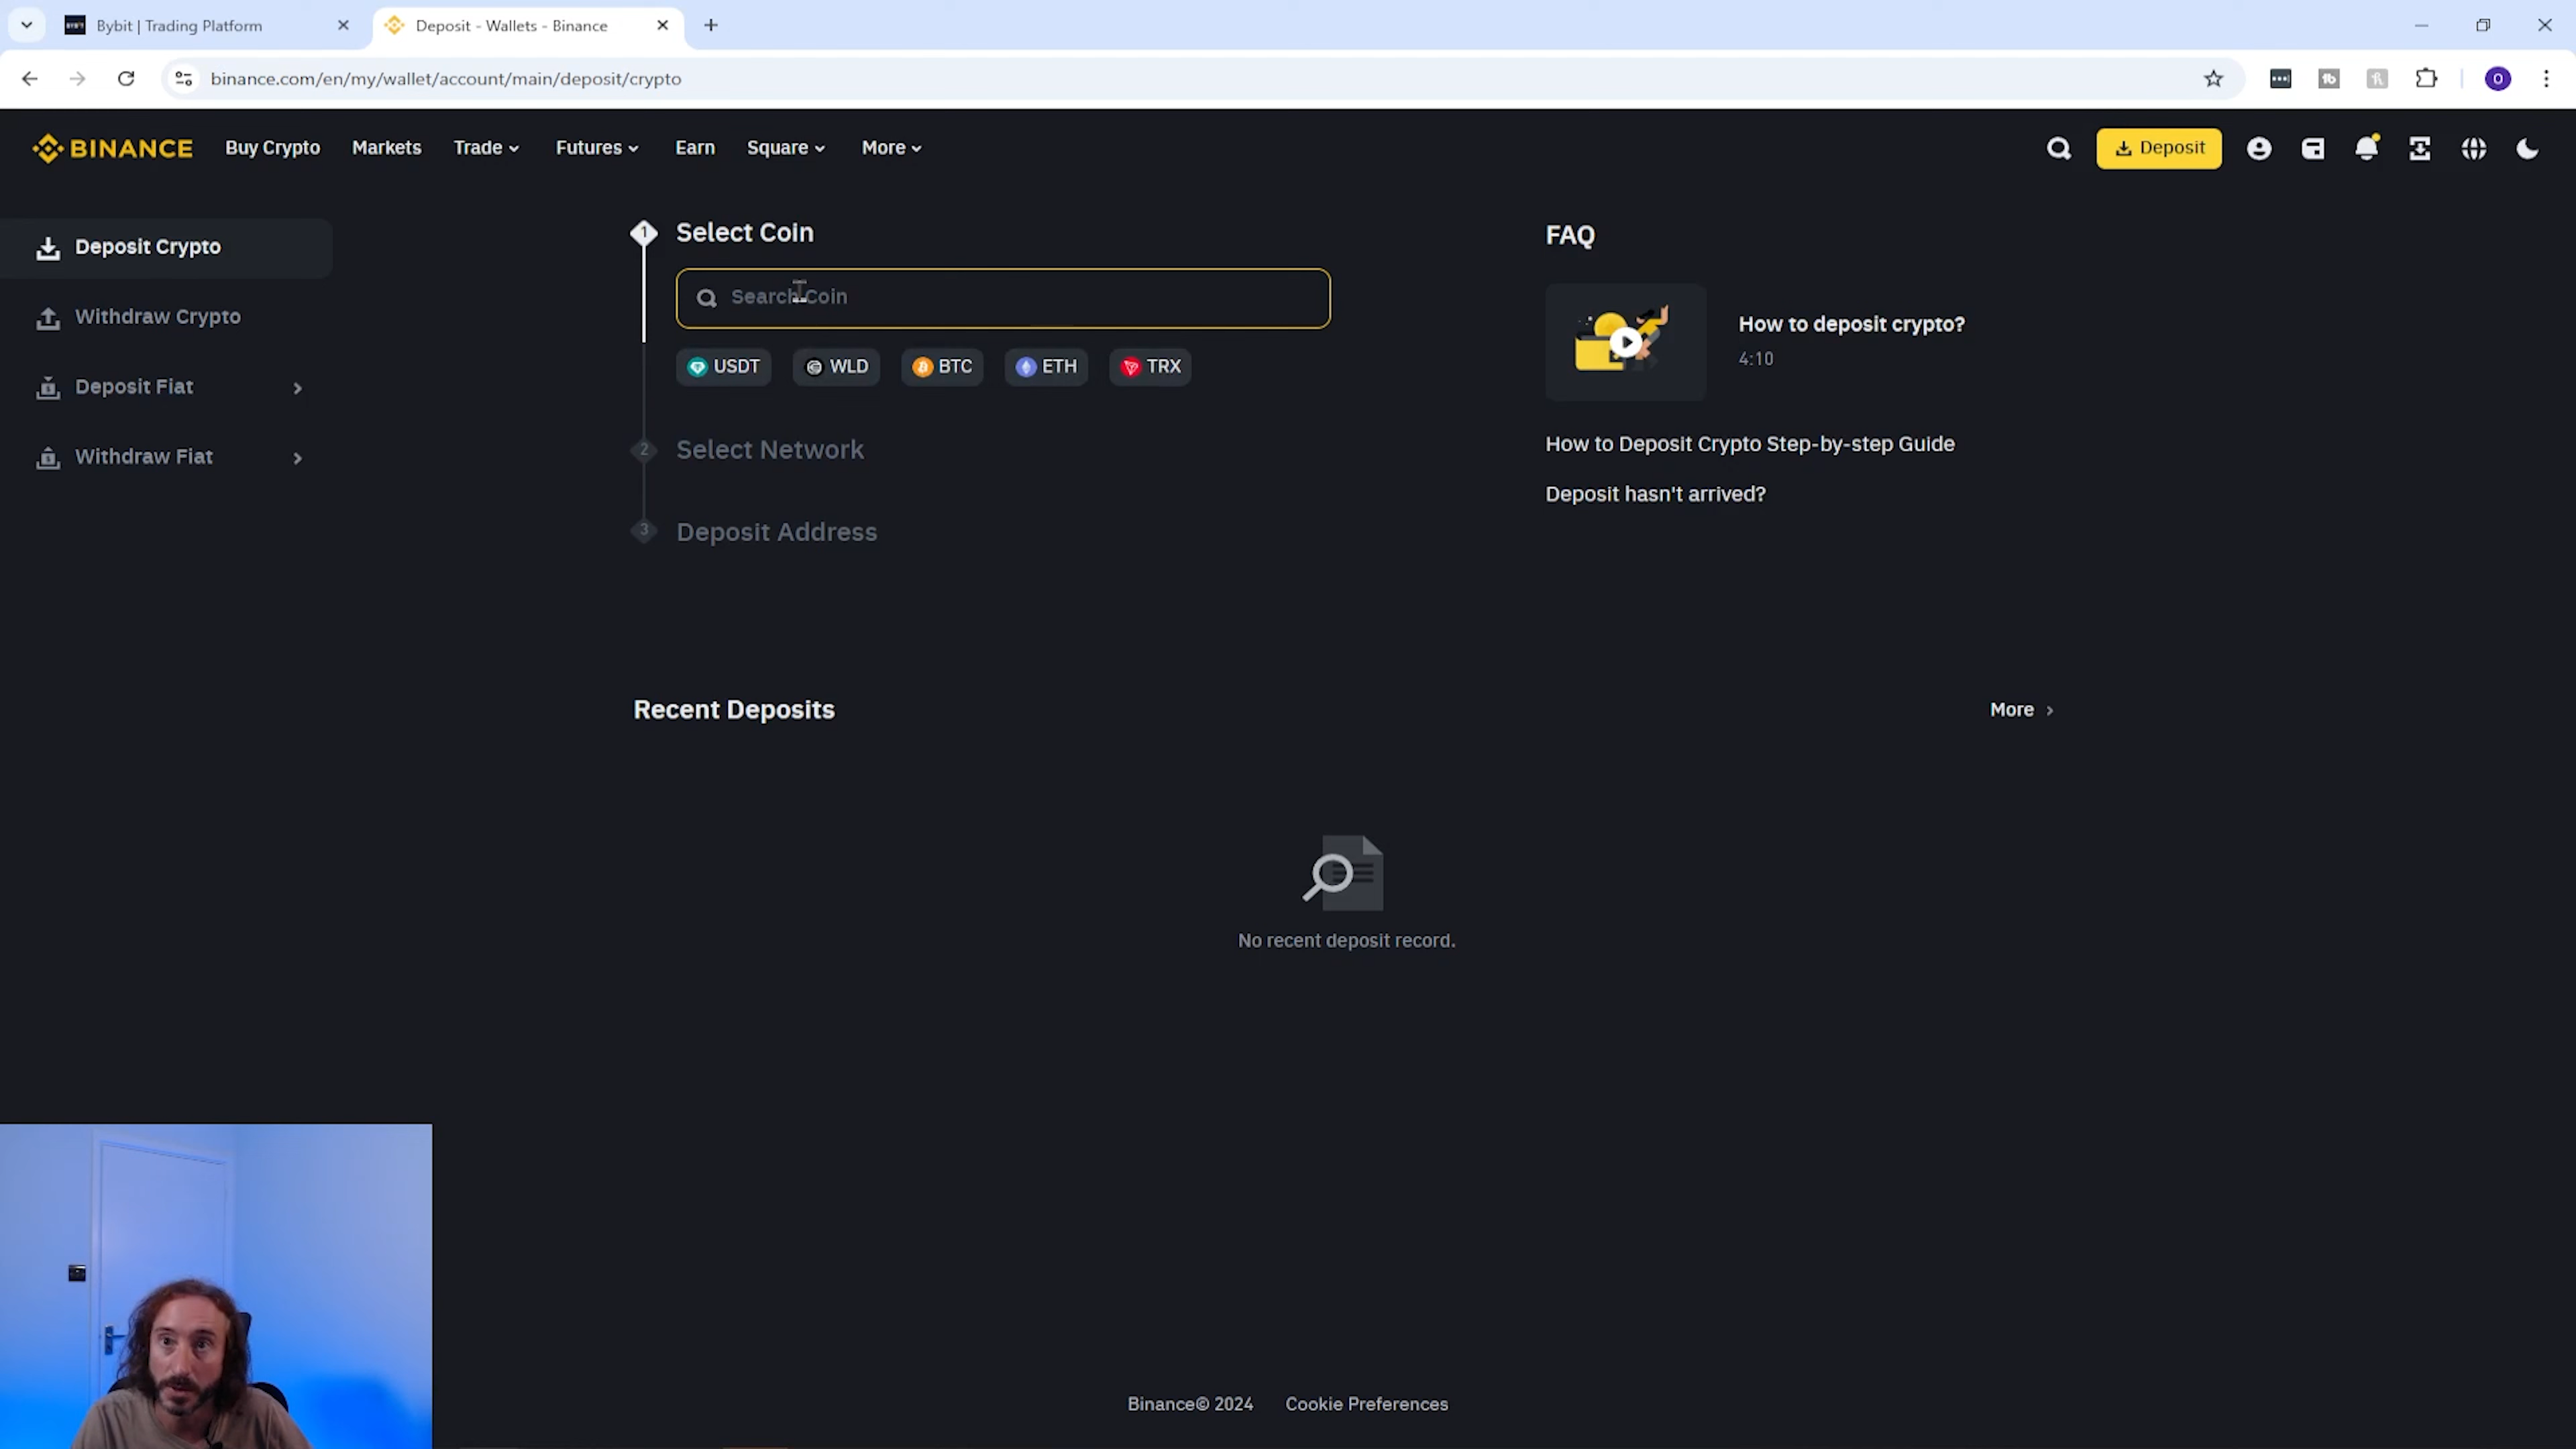 Bybit | Trading Platform
Deposit - Wallets - Binance
binance.com/en/my/wallet/account/main/deposit/crypto
O
BINANCE
Buy Crypto
Markets
Trade
Futures
Earn
Square
More
Deposit
Deposit Crypto
Withdraw Crypto
Deposit Fiat
Withdraw Fiat
1
Select Coin
Search Coin
USDT
WLD
BTC
ETH
TRX
2
Select Network
3
Deposit Address
FAQ
How to deposit crypto?
4:10
How to Deposit Crypto Step-by-step Guide
Deposit hasn't arrived?
Recent Deposits
More
No recent deposit record.
Binance© 2024
Cookie Preferences